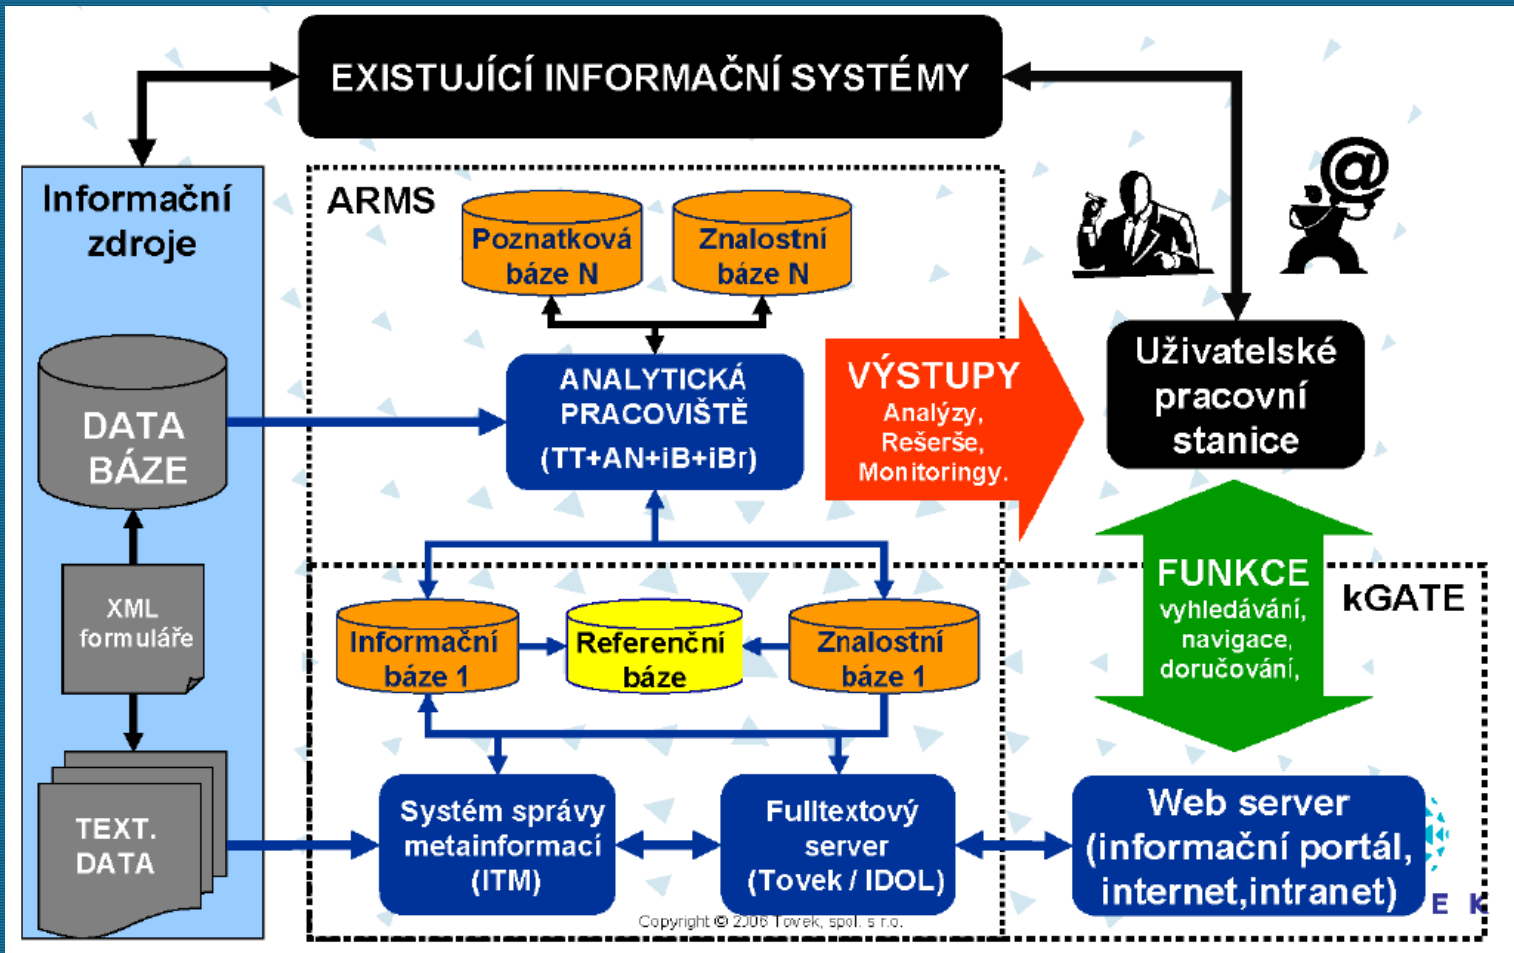 EXISTUJÍCÍ INFORMAČNÍ SYSTÉMY
Informační
zdroje
DATA
BÁZE
XML
formuláře
TEXT.
DATA
ARMS
Poznatková
báze N
Znalostní
báze N
ANALYTICKÁ
PRACOVIŠTĚ
(TT+AN+iB+iBr)
VÝSTUPY
Analýzy,
Rešerše,
Monitoringy.
Uživatelské
pracovní
stanice
FUNKCE
vyhledávání,
navigace,
doručování,
kGATE
Informační
báze 1
Referenční
báze
Znalostní
báze 1
Systém správy
metainformací
(ITM)
Fulltextový
server
(Tovek / IDOL)
Web server
(informační portál,
internet,intranet)
E K
Copyright © 2006 Tovek, spol. s r.o.